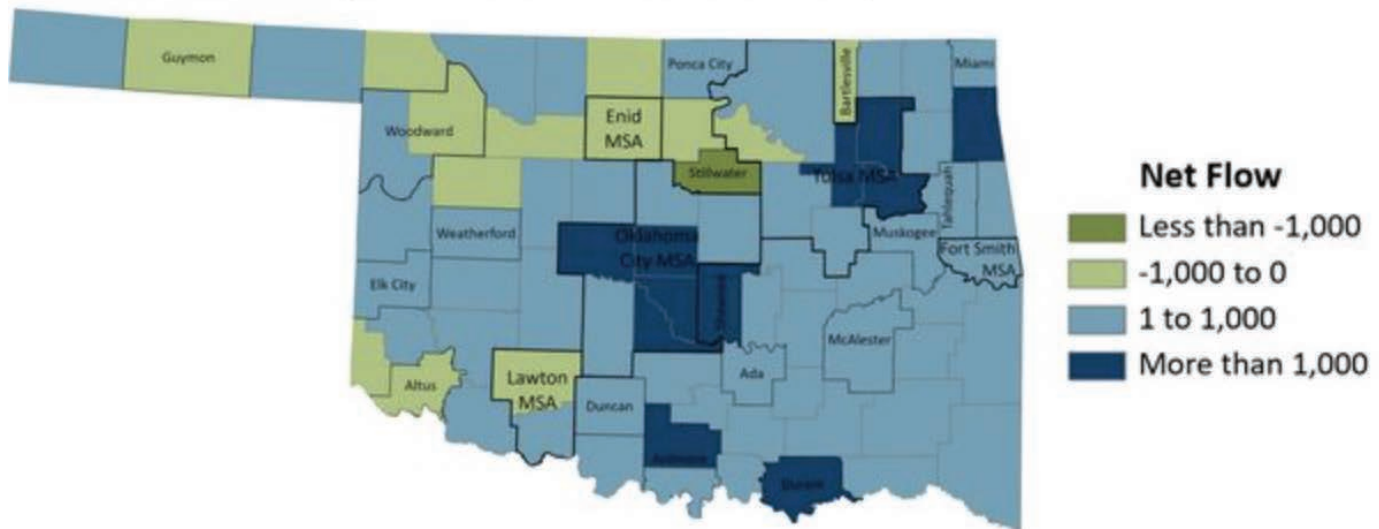 Guymon
Ponca City
Bartlesville
Miami
Woodward
Enid
MSA
Stillwater
Tulsa MSA
Tahlequah
Weatherford
Oklahoma
City MSA
Muskogee
Fort Smith
MSA
Elk City
Shawnee
McAlester
Altus
Lawton
MSA
Ada
Duncan
Ardmore
Durant
Net Flow
Less than -1,000
-1,000 to 0
1 to 1,000
More than 1,000